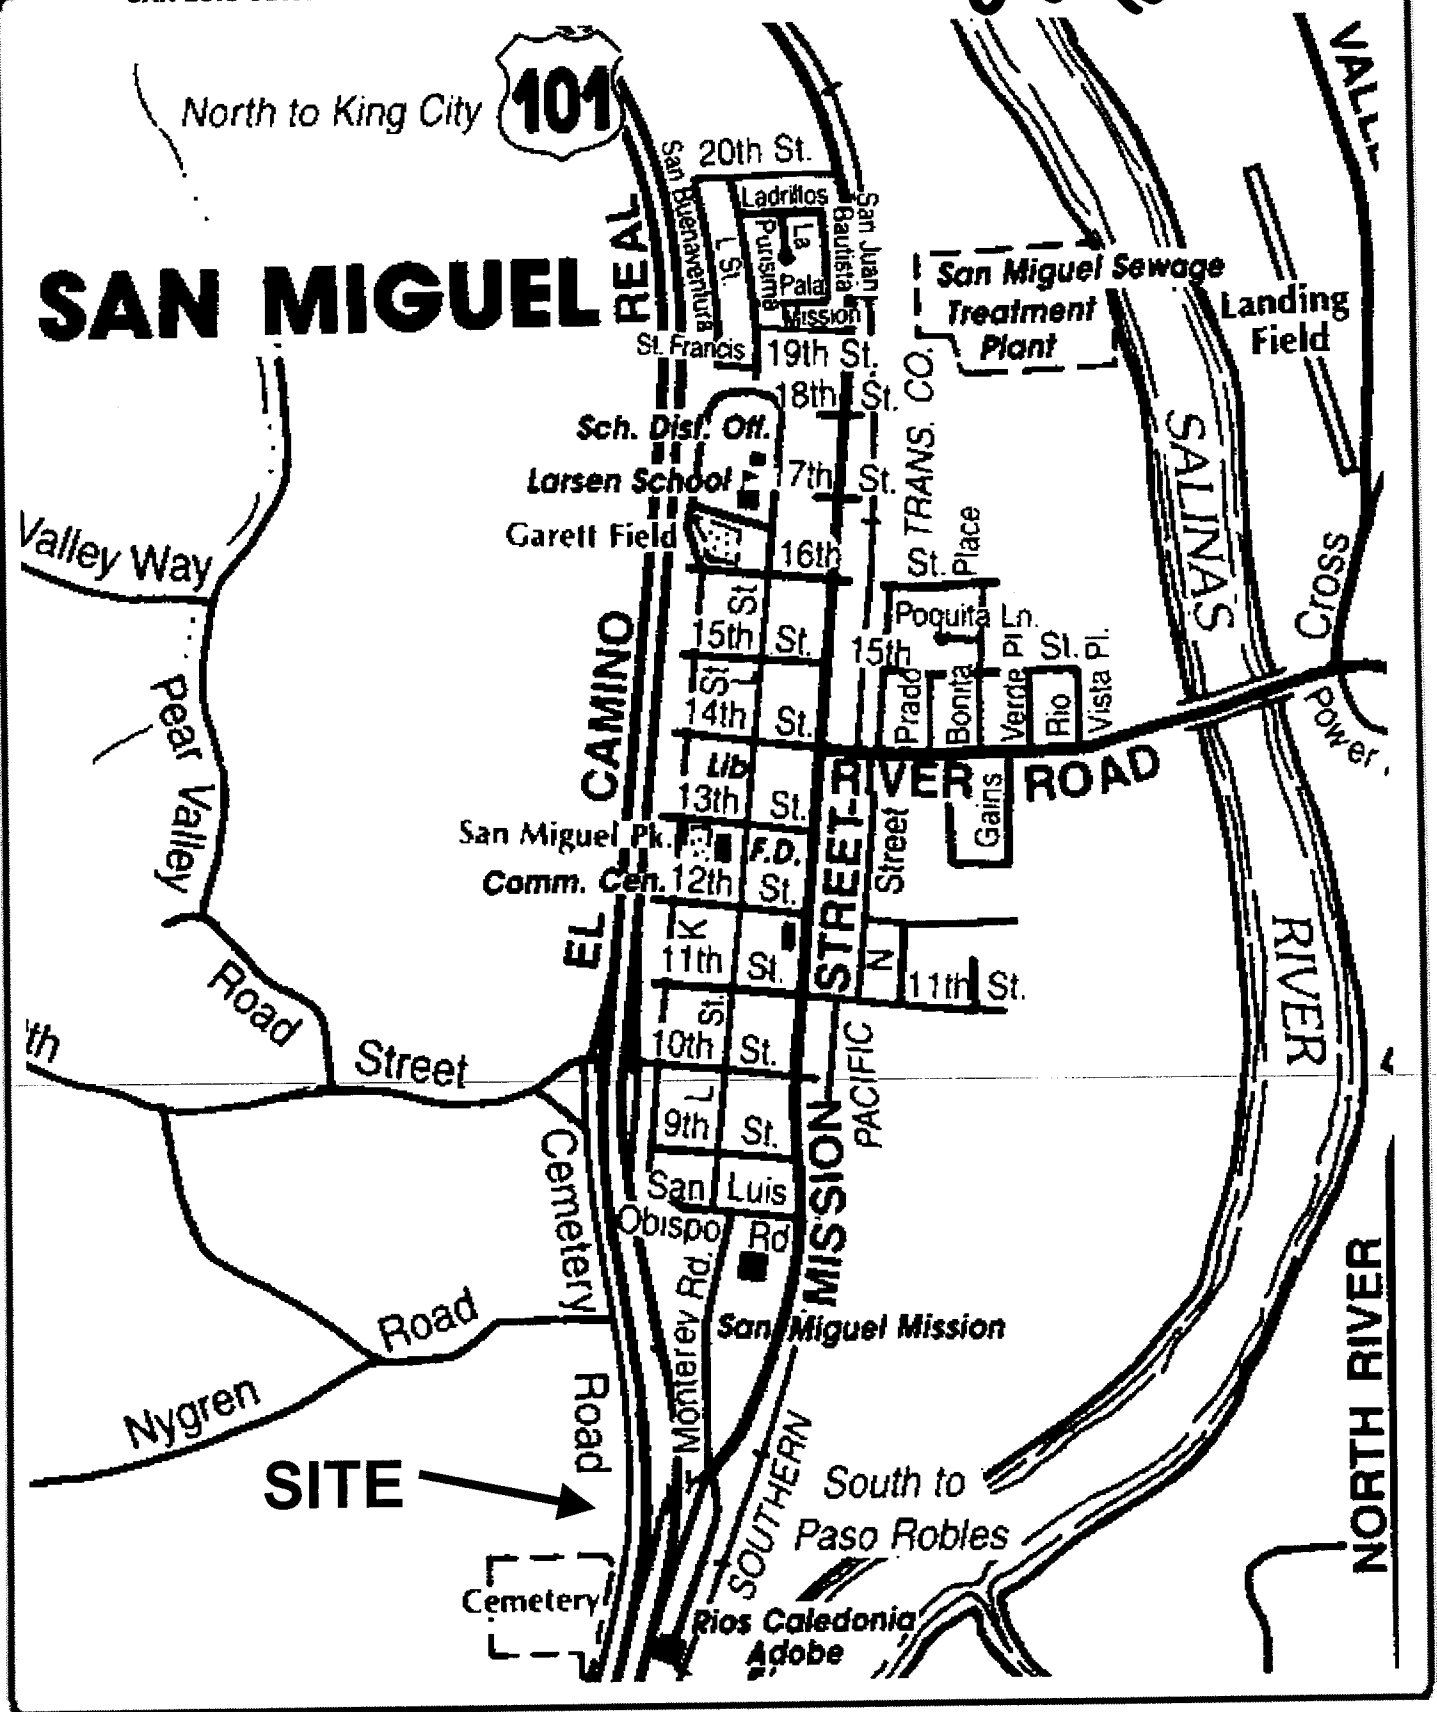 North to King City
101
VALL
20th St.
San Buenaventura
L St.
Ladrillos
La
Purisima
Pala
Mission
San Juan
Bautista
REAL
SAN MIGUEL
San Miguel Sewage
Treatment
Plant
Landing
Field
St. Francis
19th St.
18th St.
Sch. Dist. Off.
Larsen School
17th St.
Garett Field
16th St.
TRANS. CO.
Place
SALINAS
Cross
Valley Way
Poquita Ln.
St
15th St.
15th St.
St
L
14th St.
Prado
Bonita
Verde Pl
Rio
Vista Pl.
CAMINO
Pear Valley
Power
RIVER ROAD
Lib
13th St.
Gains
San Miguel Pk.
F.D.
Street
Comm. Cen.
12th St.
STREET
EL
K
11th St.
N
11th St.
RIVER
Road
th
Street
St.
10th St.
PACIFIC
L
9th St.
Cemetery
San Luis
Obispo Rd
MISSION
Monterey Rd.
San Miguel Mission
NORTH RIVER
Road
Nygren
Road
SITE
SOUTHERN
South to
Paso Robles
Cemetery
Rios Caledonia
Adobe